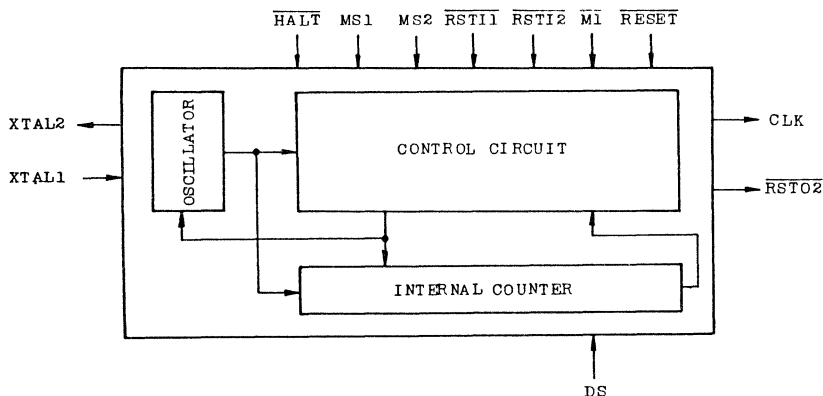 HALT MS1 MS2 RSTI1 RSTI2 M1 RESET
XTAL2
XTAL1
OSCILLATOR
CONTROL CIRCUIT
INTERNAL COUNTER
CLK
RSTO2
DS